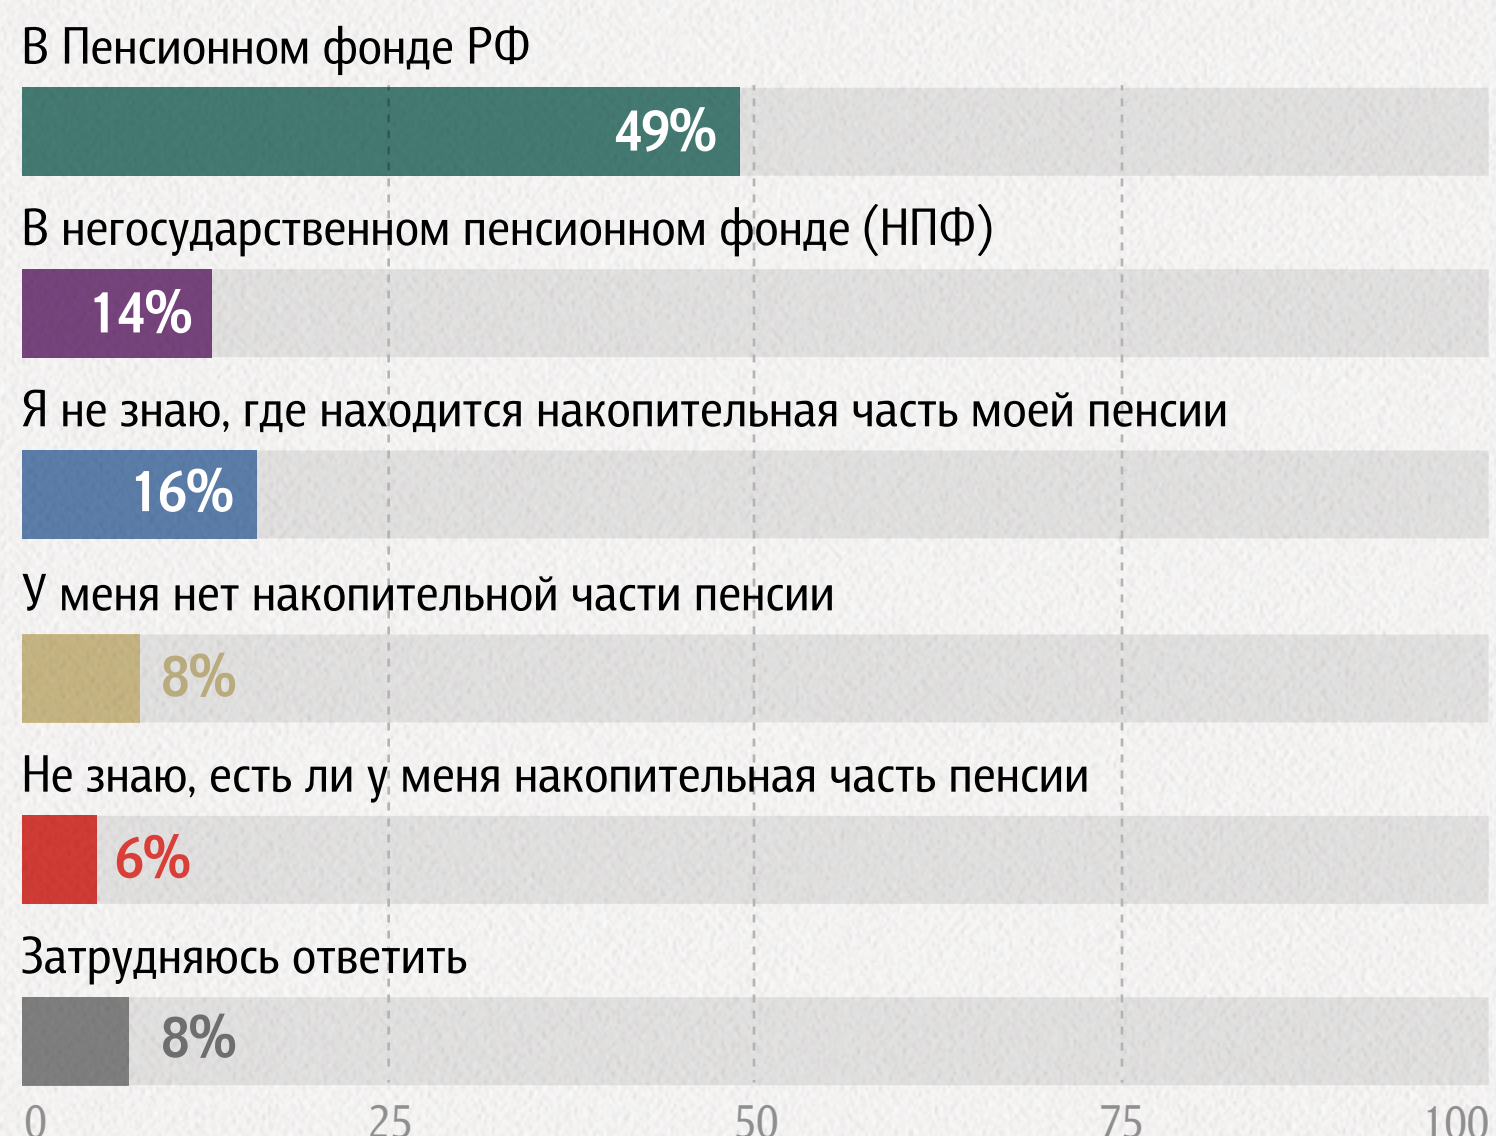 В Пенсионном фонде РФ
49%
В негосударственном пенсионном фонде (НПФ)
14%
Я не знаю, где находится накопительная часть моей пенсии
16%
У меня нет накопительной части пенсии
8%
Не знаю, есть ли у меня накопительная часть пенсии
6%
Затрудняюсь ответить
8%
0 25 50 75 100